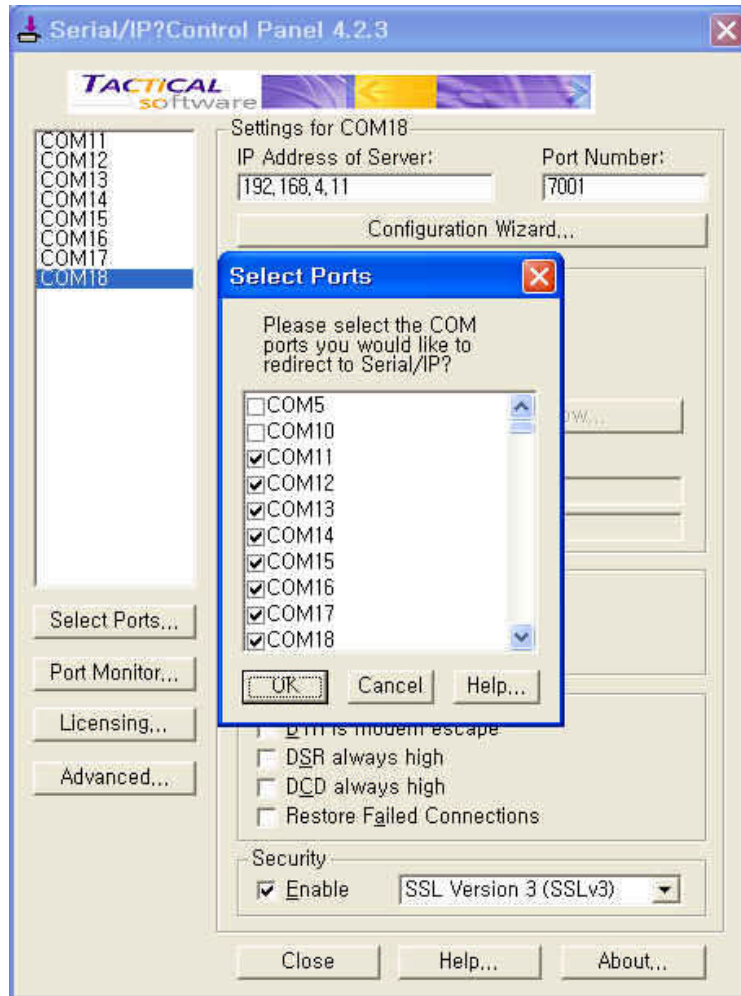 Serial/IP?Control Panel 4.2.3
TACTICAL
software
COM11
COM12
COM13
COM14
COM15
COM16
COM17
COM18
Settings for COM18
IP Address of Server:
Port Number:
192,168,4,11
7001
Configuration Wizard,,,
Select Ports
Please select the COM
ports you would like to
redirect to Serial/IP?
COM5
COM10
COM11
COM12
COM13
COM14
COM15
COM16
COM17
COM18
OK
Cancel
Help,,,
Select Ports,,,
Port Monitor,,,
Licensing,,,
Advanced,,,
DTR is modem escape
DSR always high
DCD always high
Restore Failed Connections
Security
Enable
SSL Version 3 (SSLv3)
Close
Help,,,
About,,,